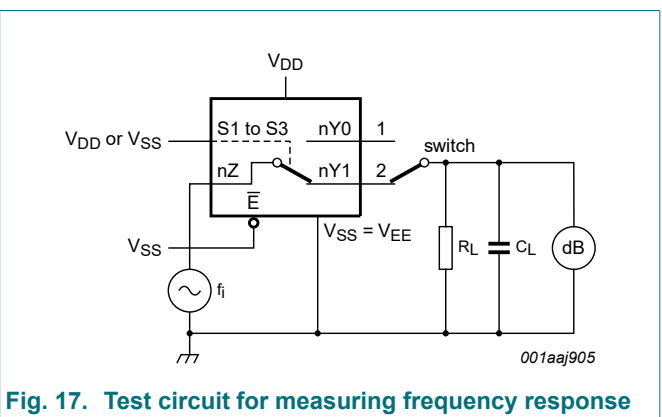 VDD
VDD or VSS
S1 to S3
nY0
1
switch
nZ
nY1
2
E
VSS
VSS = VEE
fi
RL
CL
dB
001aaj905
Fig. 17. Test circuit for measuring frequency response